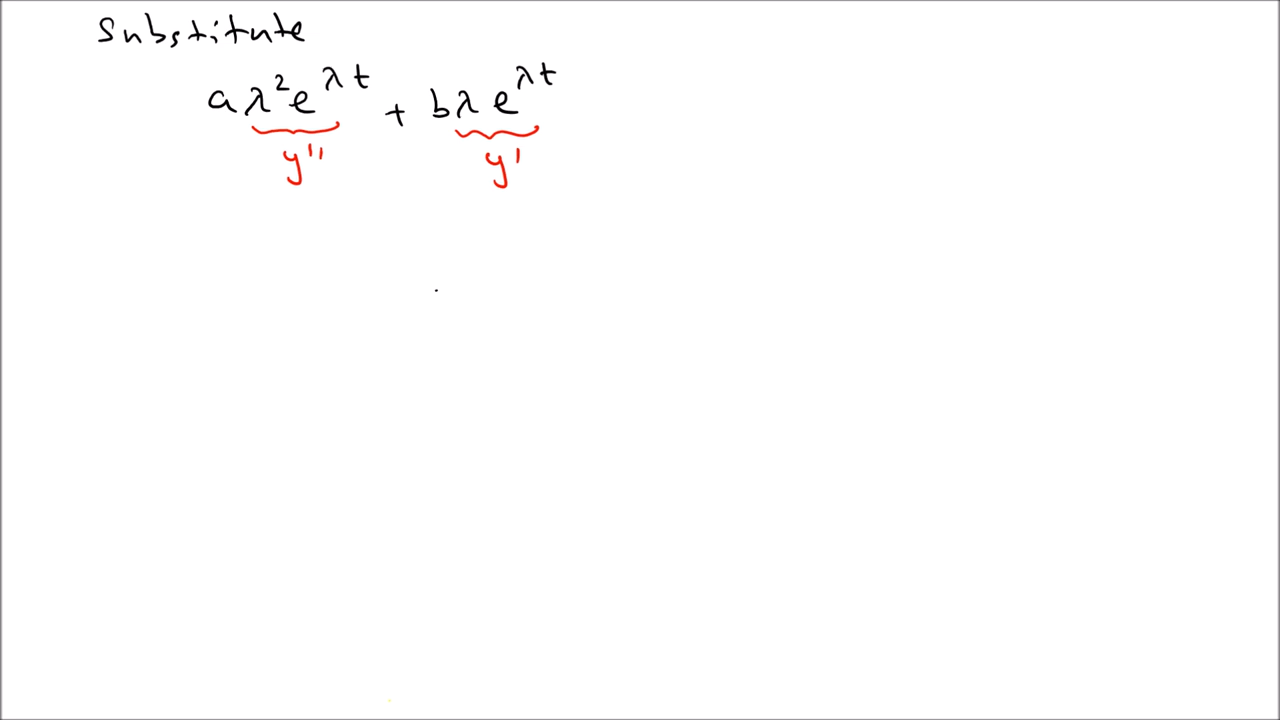 Substitute
aλ²e^λt + bλe^λt
y'' y'